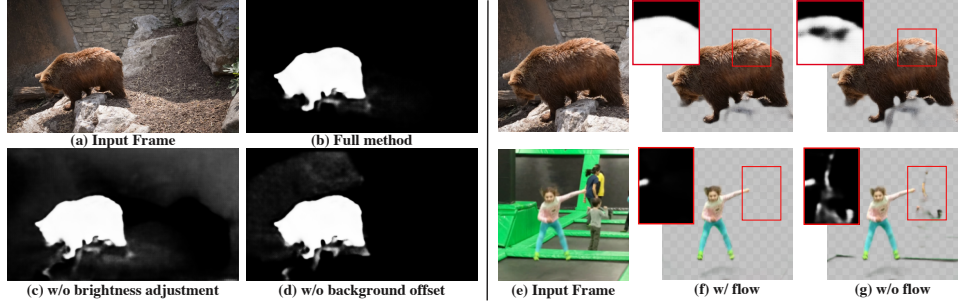 (a) Input Frame
(b) Full method
(c) w/o brightness adjustment
(d) w/o background offset
(e) Input Frame
(f) w/ flow
(g) w/o flow